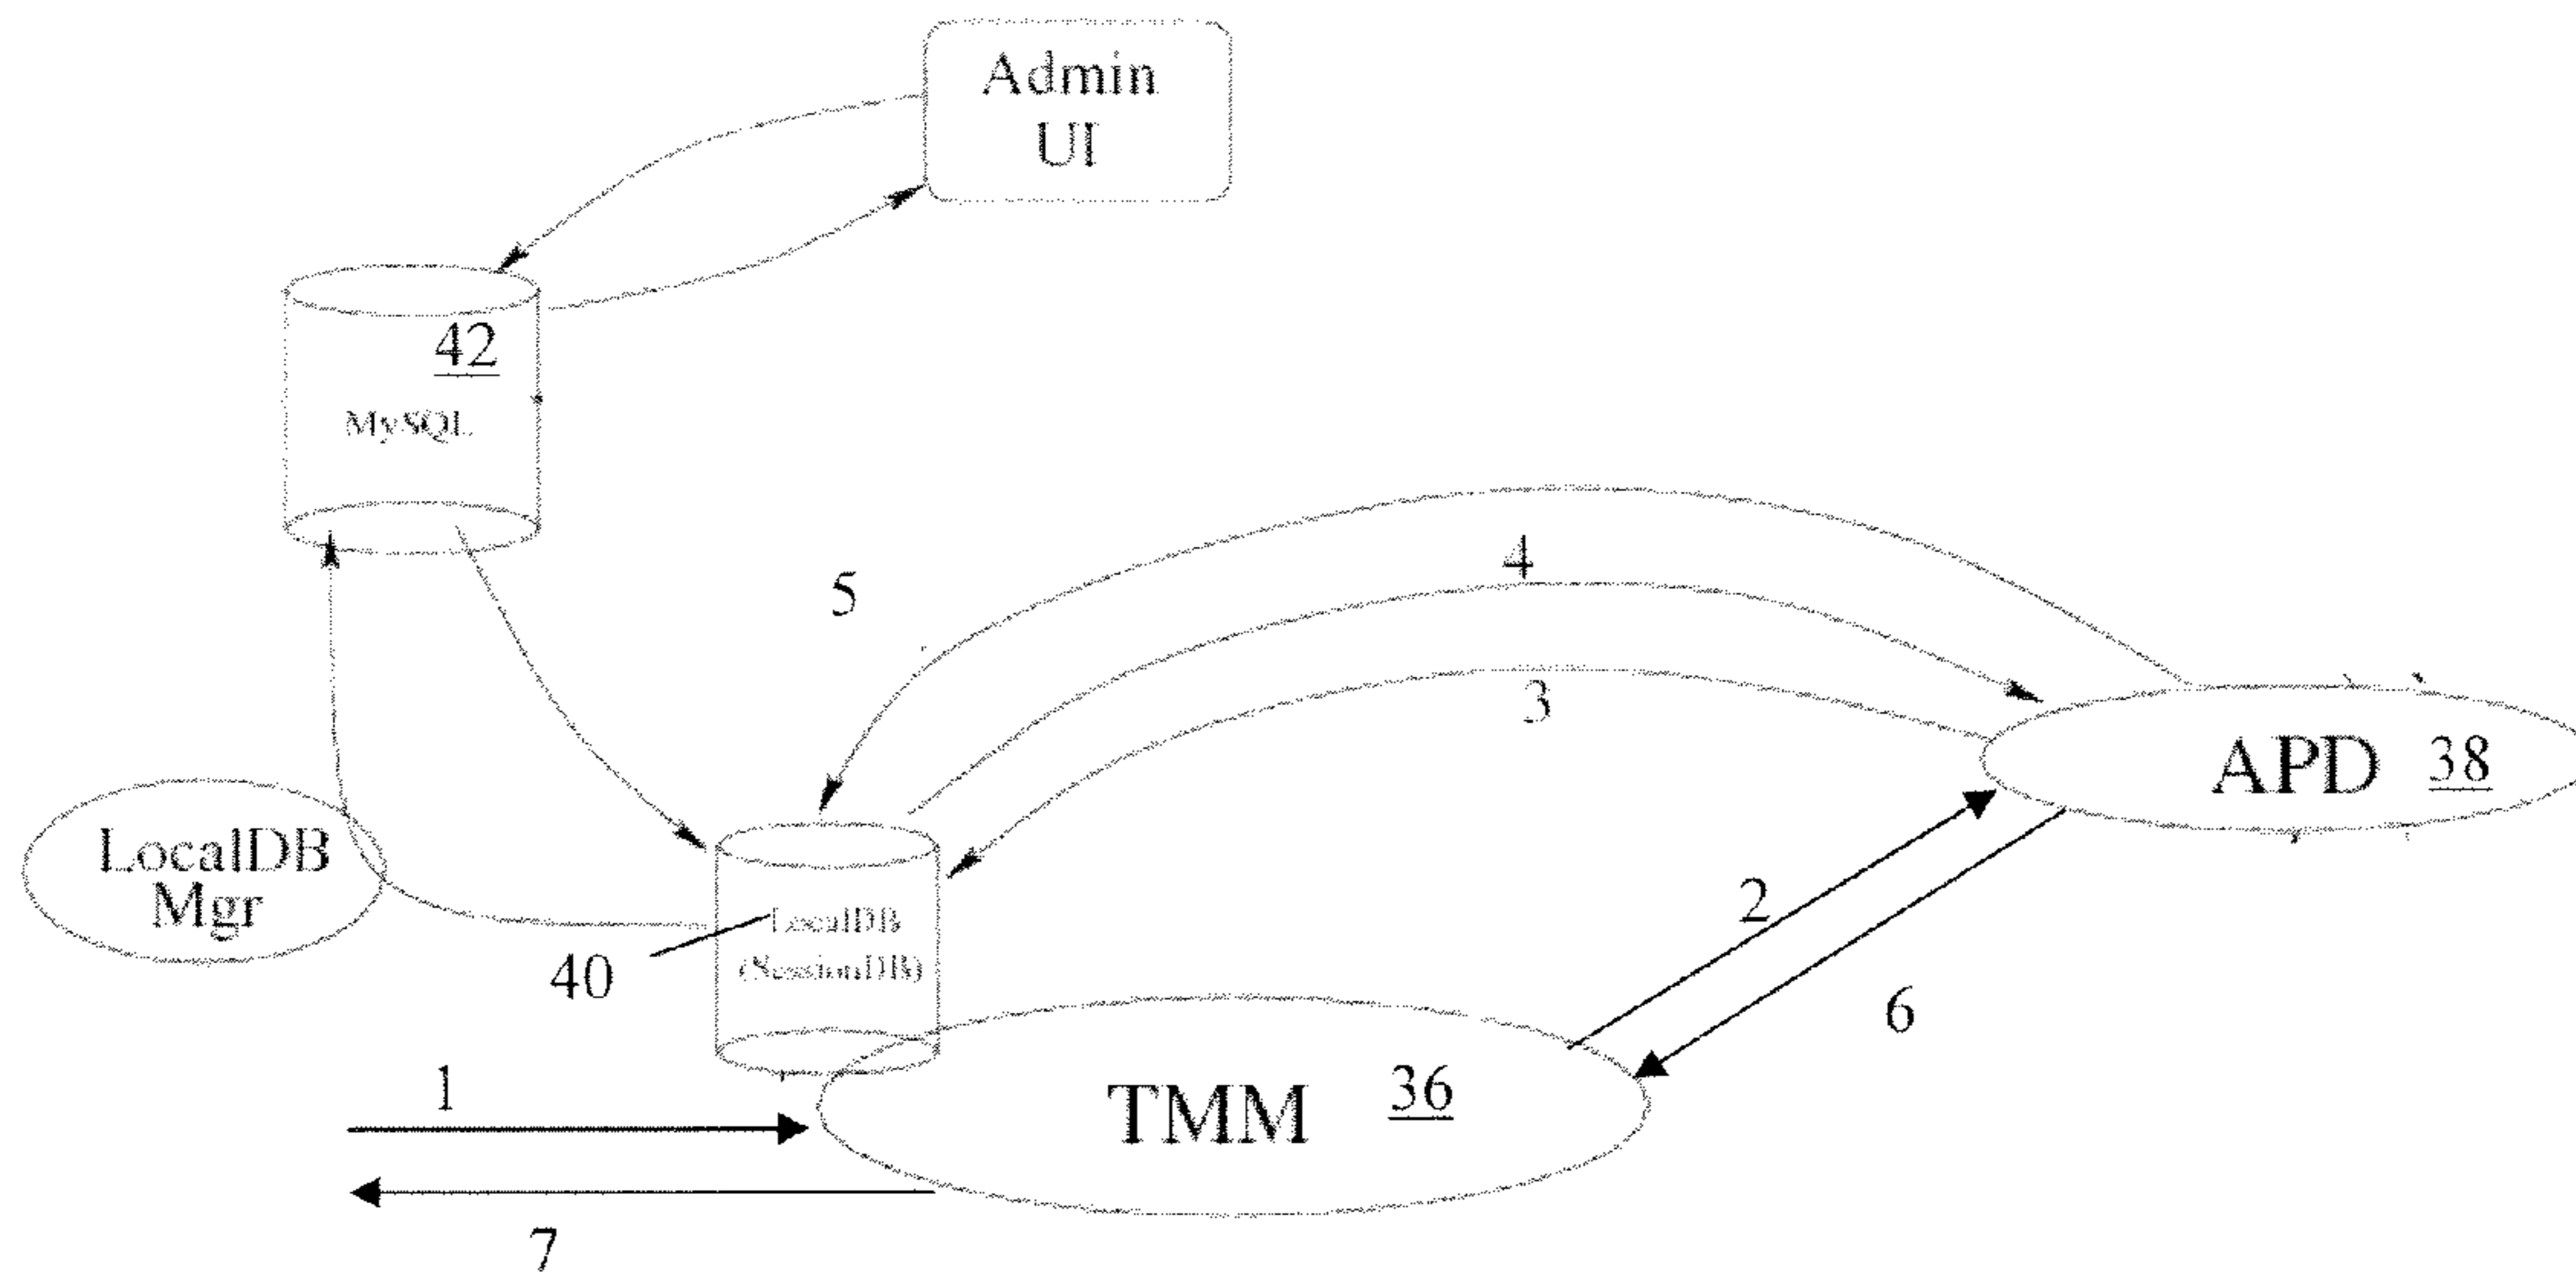 Admin
UI
42
MySQL
5
4
3
APD 38
LocalDB
Mgr
LocalDB
(SessionDB)
40
2
6
1
TMM 36
7